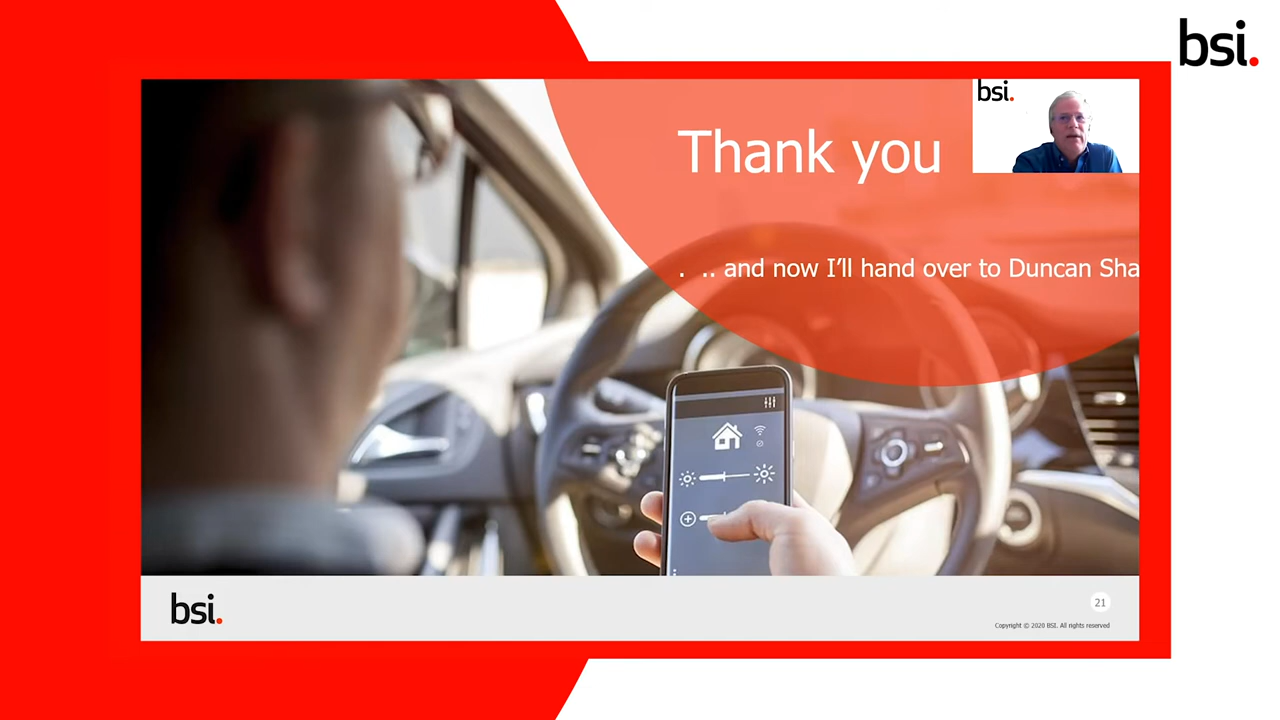 bsi.
bsi.
Thank you
. .. and now I’ll hand over to Duncan Sha
bsi.
21
Copyright © 2020 BSI. All rights reserved